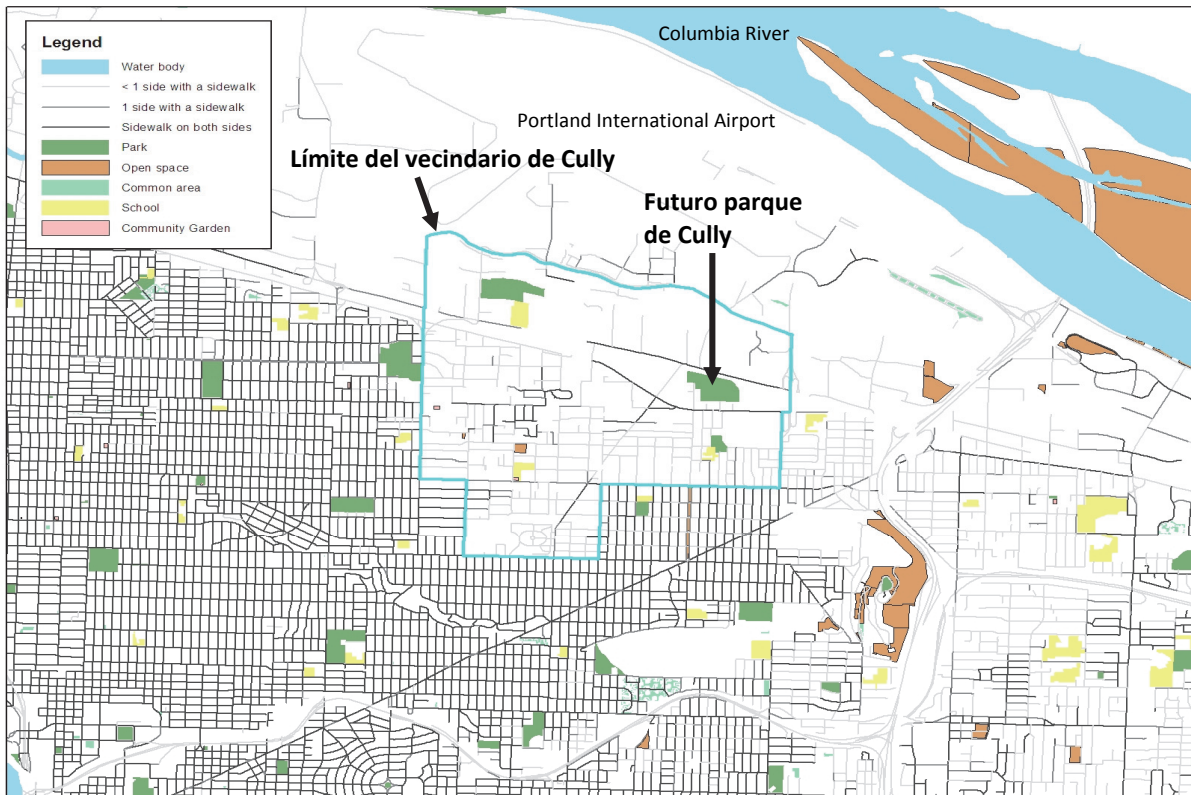 Legend
Water body
< 1 side with a sidewalk
1 side with a sidewalk
Sidewalk on both sides
Park
Open space
Common area
School
Community Garden
Columbia River
Portland International Airport
Límite del vecindario de Cully
Futuro parque
de Cully